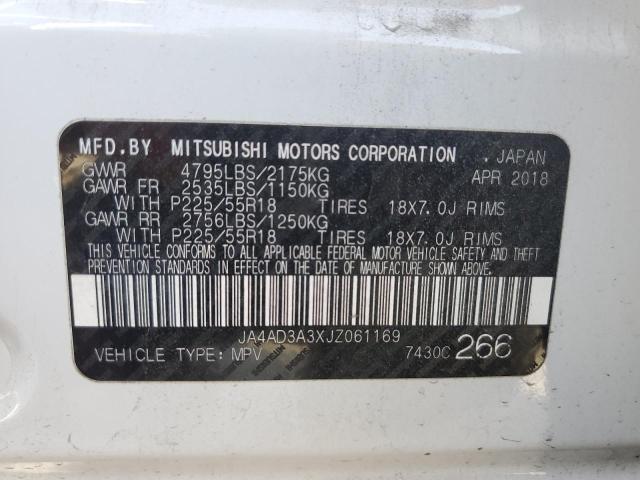 MFD.BY MITSUBISHI MOTORS CORPORATION , JAPAN
GVWR 4795LBS/2175KG APR 2018
GAWR FR 2535LBS/1150KG
WITH P225/55R18 TIRES 18X7.0J RIMS
GAWR RR 2756LBS/1250KG
WITH P225/55R18 TIRES 18X7.0J RIMS
THIS VEHICLE CONFORMS TO ALL APPLICABLE FEDERAL MOTOR VEHICLE SAFETY AND THEFT
PREVENTION STANDARDS IN EFFECT ON THE DATE OF MANUFACTURE SHOWN ABOVE.
JA4AD3A3XJZ061169
VEHICLE TYPE: MPV 7430C 266